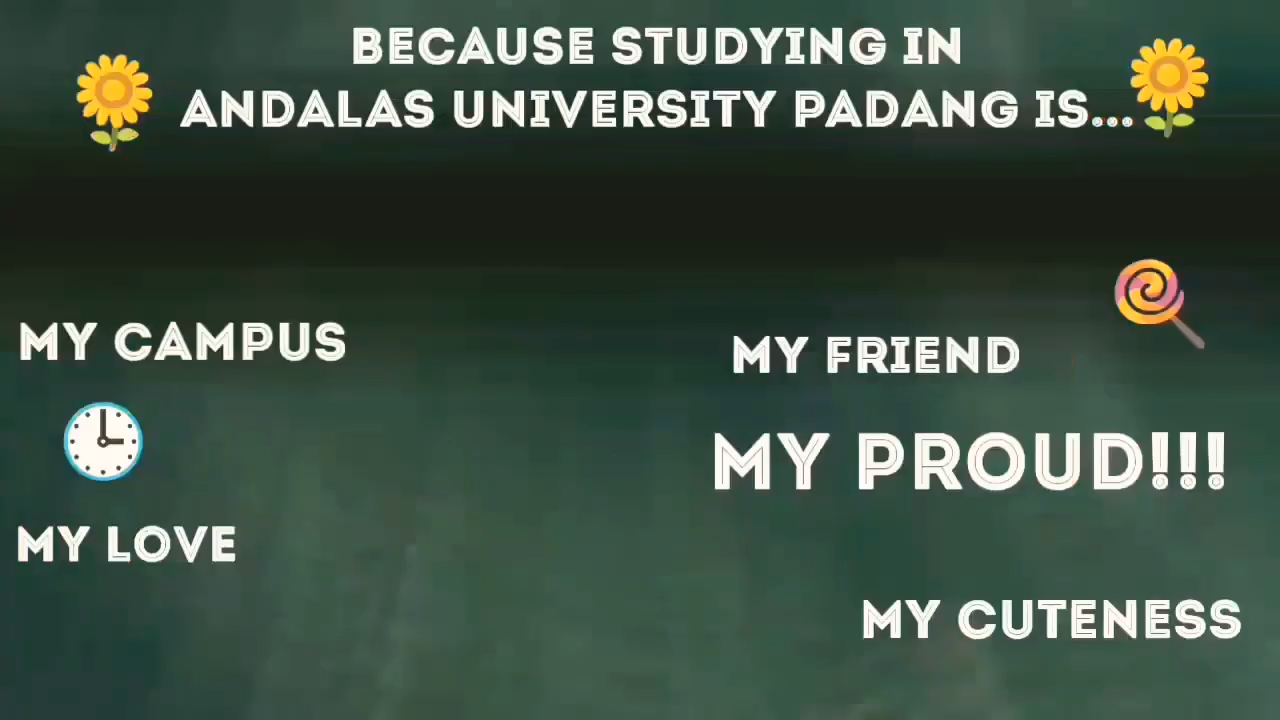 BECAUSE STUDYING IN
ANDALAS UNIVERSITY PADANG IS...
MY CAMPUS
MY FRIEND
MY PROUD!!!
MY LOVE
MY CUTENESS